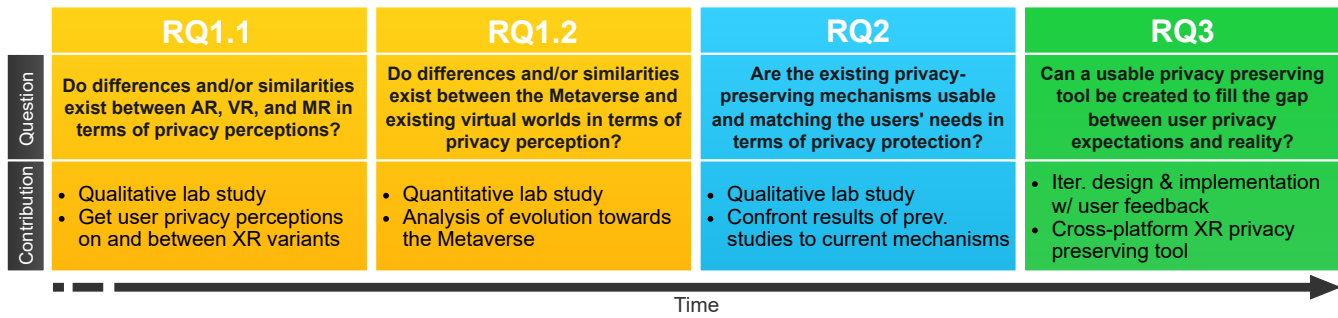 RQ1.1
RQ1.2
RQ2
RQ3
Question
Do differences and/or similarities
exist between AR, VR, and MR in
terms of privacy perceptions?
Do differences and/or similarities
exist between the Metaverse and
existing virtual worlds in terms of
privacy perception?
Are the existing privacy-
preserving mechanisms usable
and matching the users' needs in
terms of privacy protection?
Can a usable privacy preserving
tool be created to fill the gap
between user privacy
expectations and reality?
Contribution
• Qualitative lab study
• Get user privacy perceptions
on and between XR variants
• Quantitative lab study
• Analysis of evolution towards
the Metaverse
• Qualitative lab study
• Confront results of prev.
studies to current mechanisms
• Iter. design & implementation
w/ user feedback
• Cross-platform XR privacy
preserving tool
Time